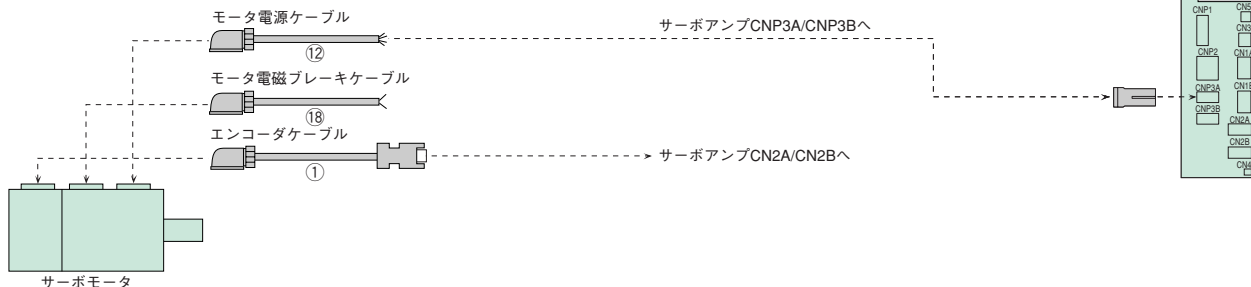 モータ電源ケーブル
⑫
サーボアンプCNP3A/CNP3Bへ
モータ電磁ブレーキケーブル
⑱
エンコーダケーブル
①
サーボアンプCN2A/CN2Bへ
サーボモータ
CNP1
CNP2
CNP3A
CNP3B
CN2A
CN2B
CN4